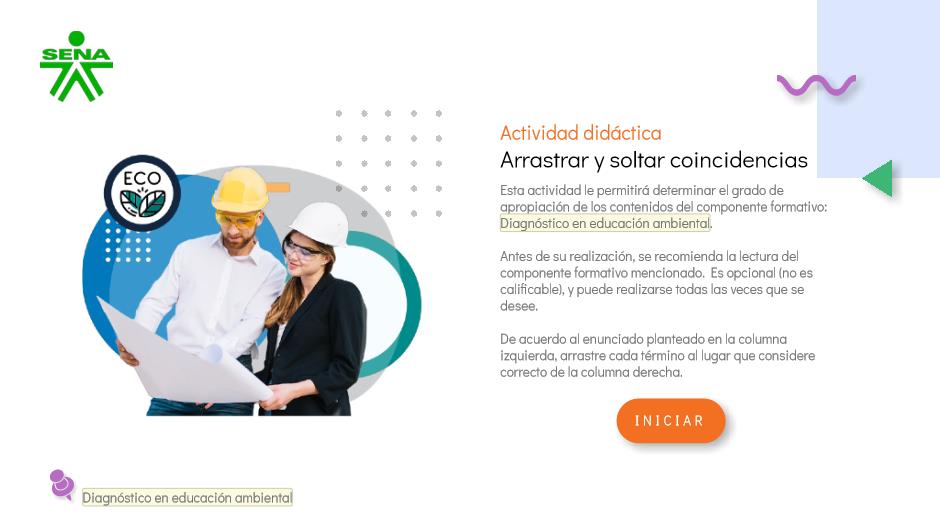 SENA
ECO
Actividad didáctica
Arrastrar y soltar coincidencias
Esta actividad le permitirá determinar el grado de
apropiación de los contenidos del componente formativo:
Diagnóstico en educación ambiental.
Antes de su realización, se recomienda la lectura del
componente formativo mencionado. Es opcional (no es
calificable), y puede realizarse todas las veces que se
desee.
De acuerdo al enunciado planteado en la columna
izquierda, arrastre cada término al lugar que considere
correcto de la columna derecha.
INICIAR
Diagnóstico en educación ambiental